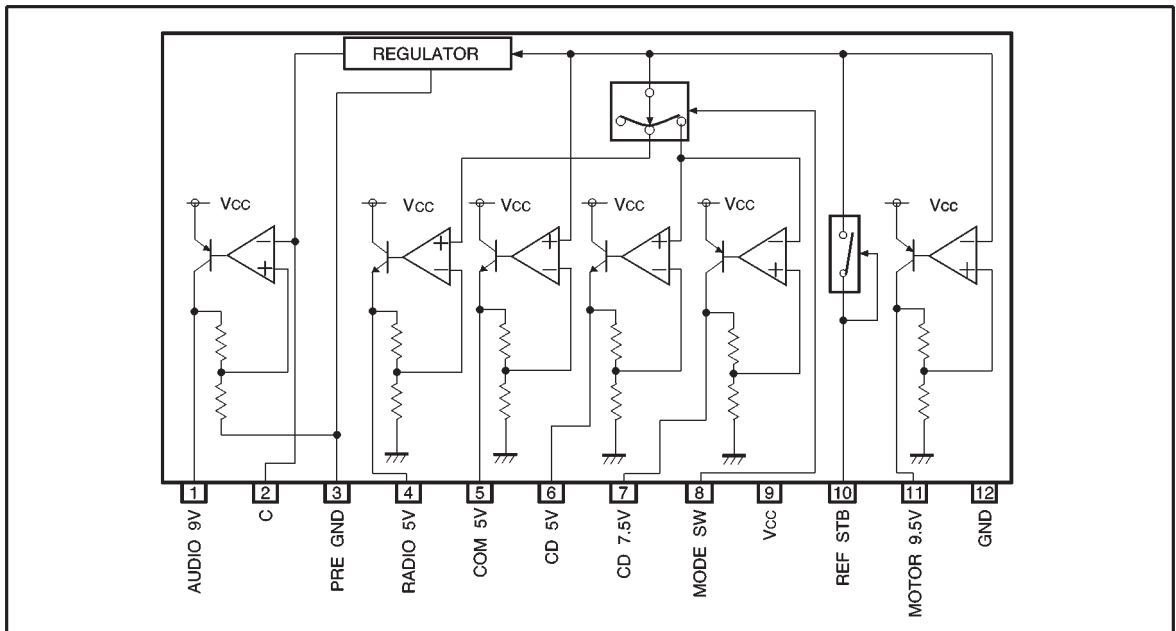 REGULATOR
Vcc
Vcc
Vcc
Vcc
Vcc
Vcc
−
+
+
−
+
−
+
−
−
+
−
+
1
2
3
4
5
6
7
8
9
10
11
12
AUDIO 9V
C
PRE GND
RADIO 5V
COM 5V
CD 5V
CD 7.5V
MODE SW
Vcc
REF STB
MOTOR 9.5V
GND